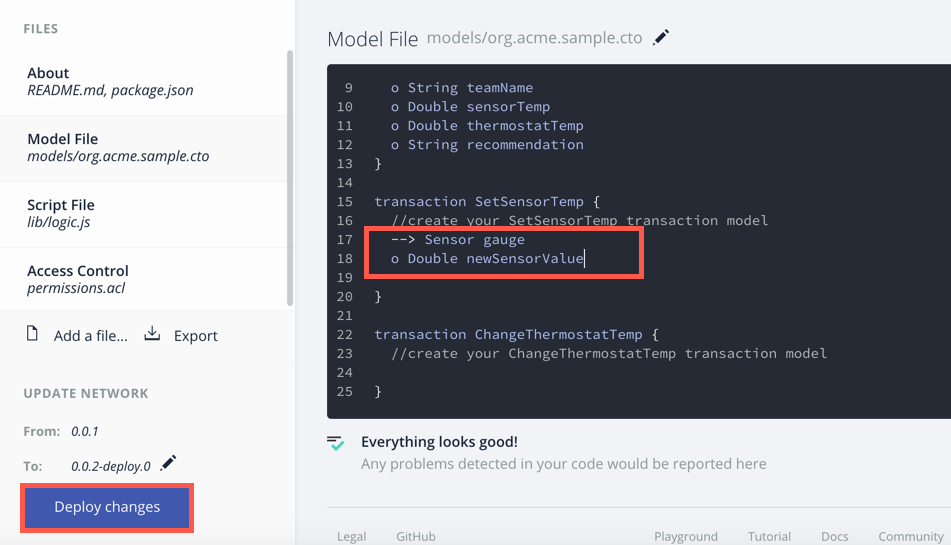 FILES
About
README.md, package.json
Model File
models/org.acme.sample.cto
Script File
lib/logic.js
Access Control
permissions.acl
Add a file... Export
UPDATE NETWORK
From: 0.0.1
To: 0.0.2-deploy.0
Deploy changes
Model File models/org.acme.sample.cto
9 o String teamName
10 o Double sensorTemp
11 o Double thermostatTemp
12 o String recommendation
13 }
14
15 transaction SetSensorTemp {
16 //create your SetSensorTemp transaction model
17 --> Sensor gauge
18 o Double newSensorValue
19
20 }
21
22 transaction ChangeThermostatTemp {
23 //create your ChangeThermostatTemp transaction model
24
25 }
Everything looks good!
Any problems detected in your code would be reported here
Legal GitHub Playground Tutorial Docs Community